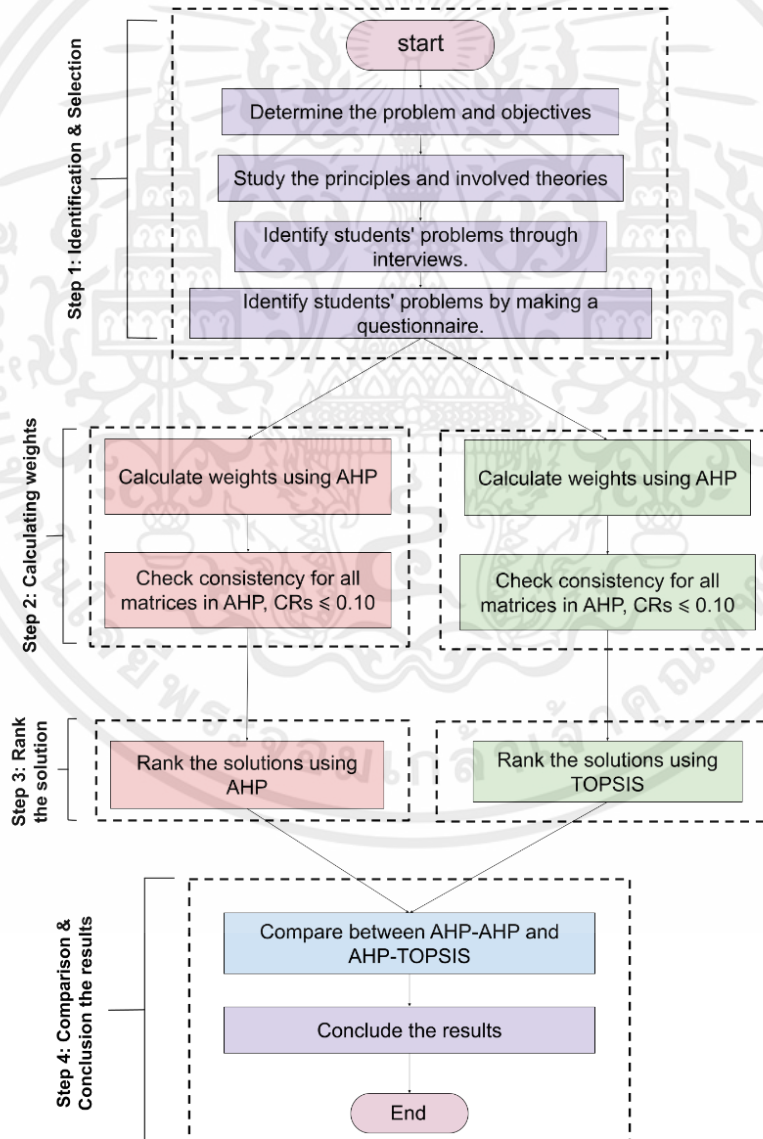 Step 1: Identification & Selection
start
Determine the problem and objectives
Study the principles and involved theories
Identify students' problems through
interviews.
Identify students' problems by making a
questionnaire.
Step 2: Calculating weights
Calculate weights using AHP
Check consistency for all
matrices in AHP, CRs ⩽ 0.10
Calculate weights using AHP
Check consistency for all
matrices in AHP, CRs ⩽ 0.10
Step 3: Rank
the solution
Rank the solutions using
AHP
Rank the solutions using
TOPSIS
Step 4: Comparison &
Conclusion the results
Compare between AHP-AHP and
AHP-TOPSIS
Conclude the results
End